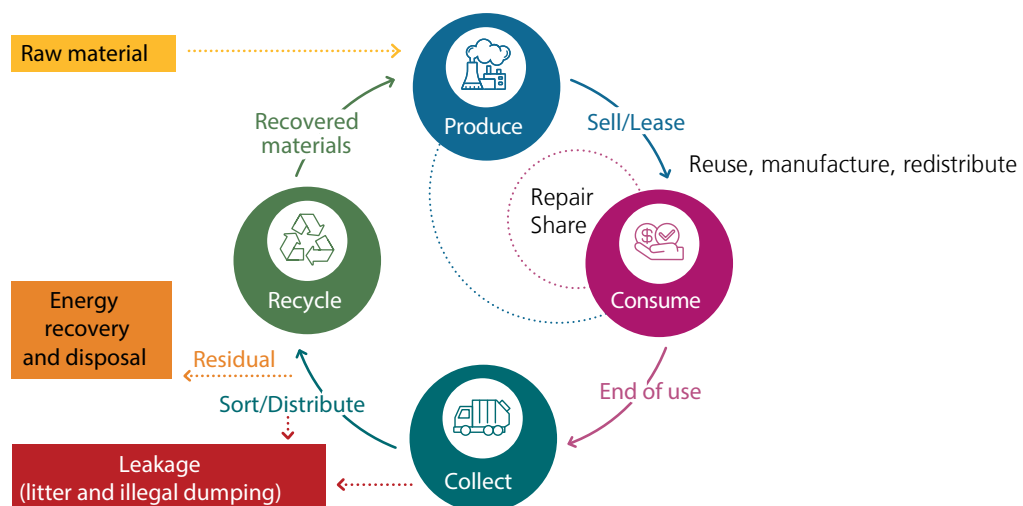 Raw material
Produce
Recovered
materials
Sell/Lease
Reuse, manufacture, redistribute
Repair
Share
Recycle
Consume
Energy
recovery
and disposal
Residual
End of use
Sort/Distribute
Leakage
(litter and illegal dumping)
Collect